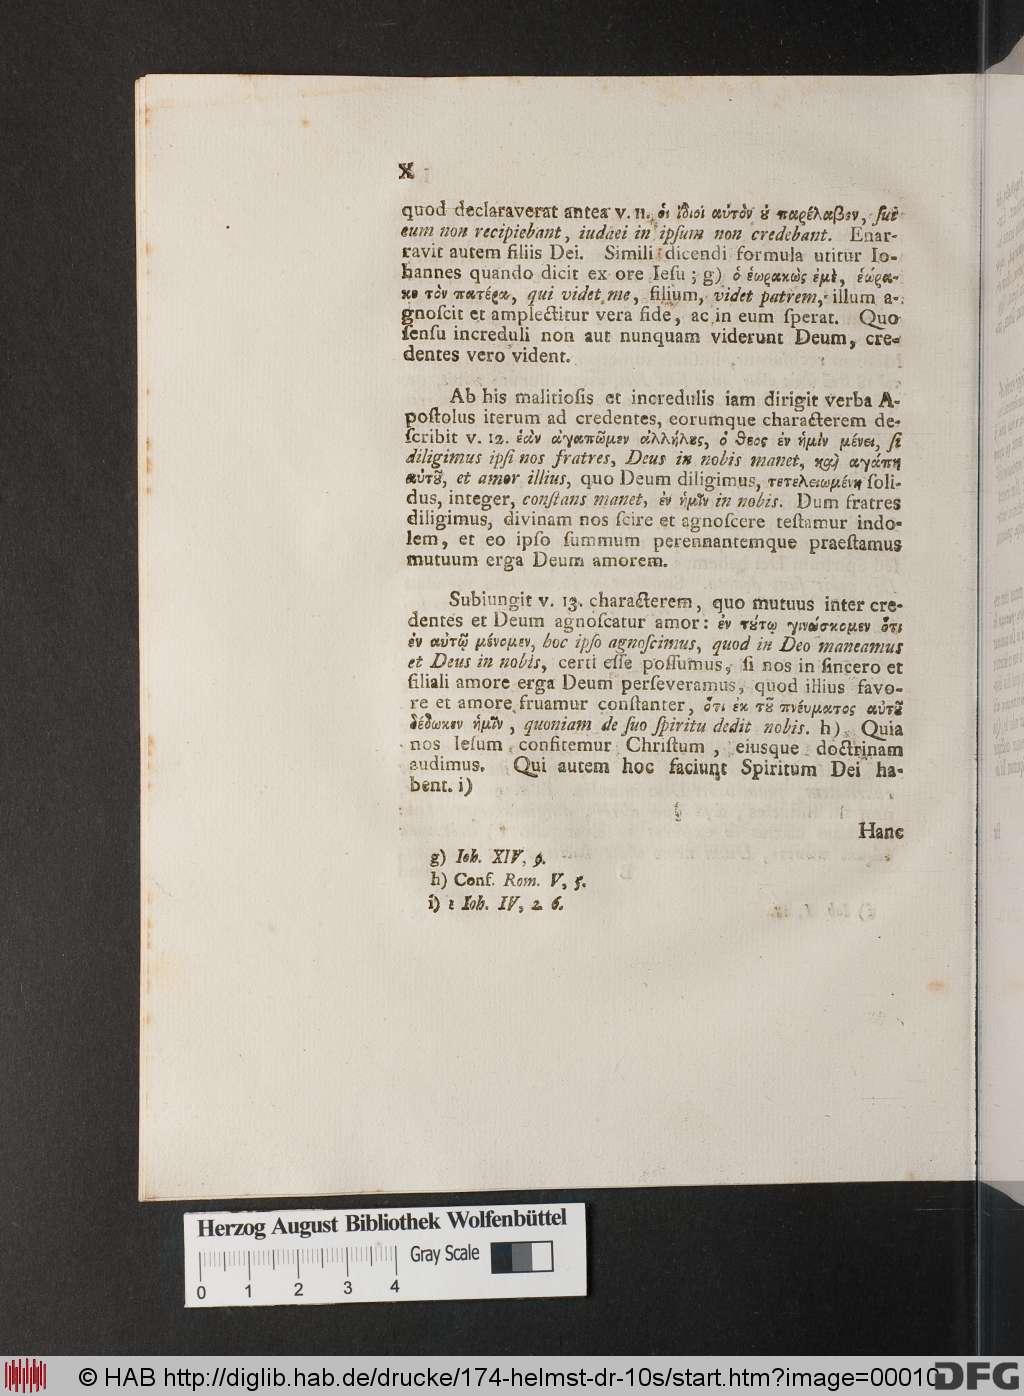 X
quod declaraverat antea v. 11. οἱ ἴδιοι αὐτὸν ȣ παρέλαβον, ſui
eum non recipiebant, iudaei in ipſum non credebant. Enar-
ravit autem filiis Dei. Simili dicendi formula utitur Io-
hannes quando dicit ex ore Ieſu; g) ὁ ἑωρακὼς ἐμὲ, ἑώρα-
κε τὸν πατέρα, qui videt me, filium, videt patrem, illum a-
gnoſcit et amplectitur vera fide, ac in eum ſperat. Quo
ſenſu increduli non aut nunquam viderunt Deum, cre-
dentes vero vident.
Ab his malitioſis et incredulis iam dirigit verba A-
poſtolus iterum ad credentes, eorumque characterem de-
ſcribit v. 12. ἐὰν ἀγαπῶμεν ἀλλήλȣς, ὁ θεος ἐν ἡμῖν μένει, ſi
diligimus ipſi nos fratres, Deus in nobis manet, καὶ αγάπη
αὐτȣ͂, et amor illius, quo Deum diligimus, τετελειωμένη ſoli-
dus, integer, conſtans manet, ἐν ἡμῖν in nobis. Dum fratres
diligimus, divinam nos ſcire et agnoſcere teſtamur indo-
lem, et eo ipſo ſummum perennantemque praeſtamus
mutuum erga Deum amorem.
Subiungit v. 13. characterem, quo mutuus inter cre-
dentes et Deum agnoſcatur amor: ἐν τȣ́τῳ γινώσκομεν ὅτι
ἐν αὐτῷ μένομεν, hoc ipſo agnoſcimus, quod in Deo maneamus
et Deus in nobis, certi eſſe poſſumus, ſi nos in ſincero et
filiali amore erga Deum perſeveramus, quod illius favo-
re et amore fruamur conſtanter, ὅτι ἐκ τȣ͂ πνέυματος αὐτȣ͂
δέδωκεν ἡμῖν, quoniam de ſuo ſpiritu dedit nobis. h) Quia
nos Ieſum confitemur Chriſtum, eiusque doctrinam
audimus. Qui autem hoc faciunt Spiritum Dei ha-
bent. i)
Hanc
g) Ioh. XIV, 9.
h) Conf. Rom. V, 5.
i) 1 Ioh. IV, 2. 6.
Herzog August Bibliothek Wolfenbüttel
Gray Scale
0 1 2 3 4
© HAB http://diglib.hab.de/drucke/174-helmst-dr-10s/start.htm?image=00010
DFG